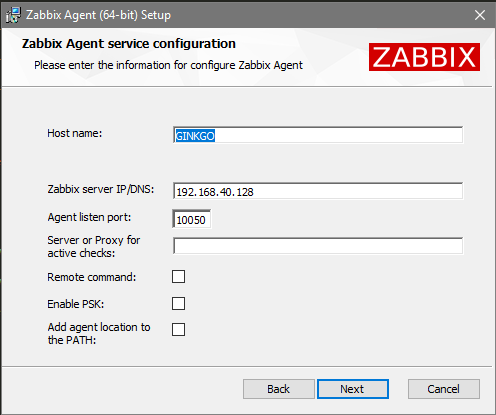 Zabbix Agent (64-bit) Setup
Zabbix Agent service configuration
Please enter the information for configure Zabbix Agent
ZABBIX
Host name:
GINKGO
Zabbix server IP/DNS:
192.168.40.128
Agent listen port:
10050
Server or Proxy for
active checks:
Remote command:
Enable PSK:
Add agent location to
the PATH:
Back
Next
Cancel